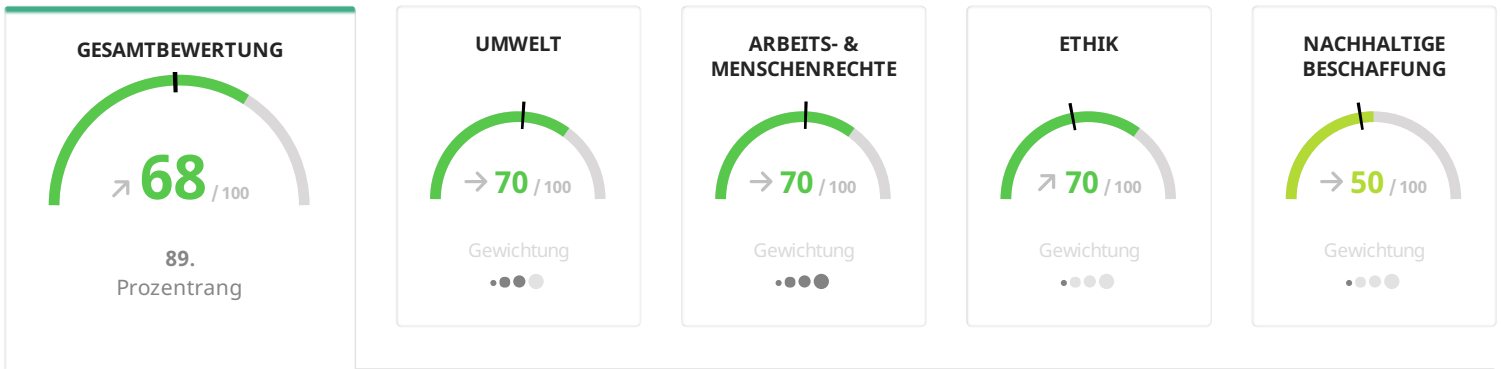 GESAMTBEWERTUNG
68 / 100
89.
Prozentrang
UMWELT
70 / 100
Gewichtung
ARBEITS- &
MENSCHENRECHTE
70 / 100
Gewichtung
ETHIK
70 / 100
Gewichtung
NACHHALTIGE
BESCHAFFUNG
50 / 100
Gewichtung